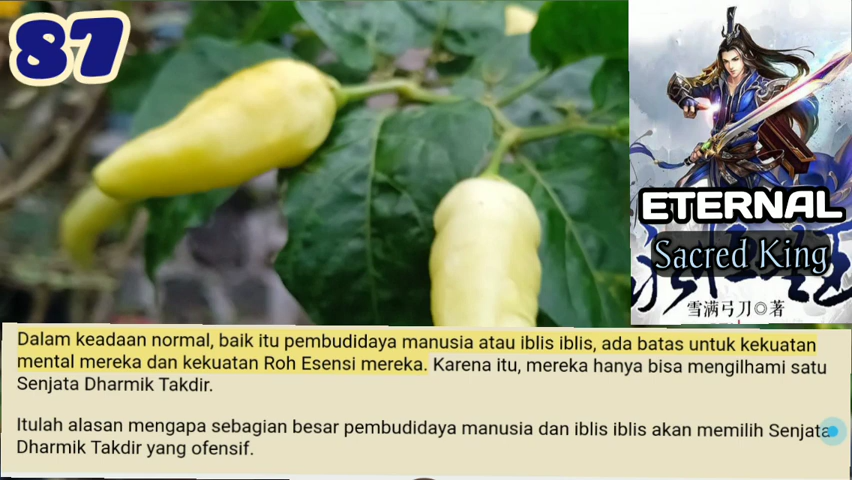 87
ETERNAL
Sacred King
雪满弓刀◎著
Dalam keadaan normal, baik itu pembudidaya manusia atau iblis iblis, ada batas untuk kekuatan
mental mereka dan kekuatan Roh Esensi mereka. Karena itu, mereka hanya bisa mengilhami satu
Senjata Dharmik Takdir.
Itulah alasan mengapa sebagian besar pembudidaya manusia dan iblis iblis akan memilih Senjata
Dharmik Takdir yang ofensif.